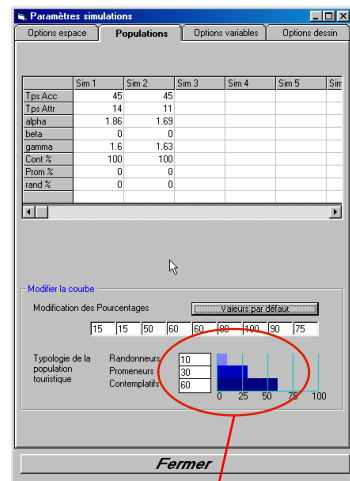 Paramètres simulations
Options espace Populations Options variables Options dessin
Sim 1 Sim 2 Sim 3 Sim 4 Sim 5 Sim
Tps Acc 45 45
Tps Attr 14 11
alpha 1.86 1.69
beta 0 0
gamma 1.6 1.63
Cont % 100 100
Prom % 0 0
rand % 0 0
Modifier la courbe
Modification des Pourcentages Valeurs par défaut
15 15 50 60 60 80 100 90 75
Typologie de la population touristique
Randonneurs 10
Promeneurs 30
Contemplatifs 60
0 25 50 75 100
Fermer